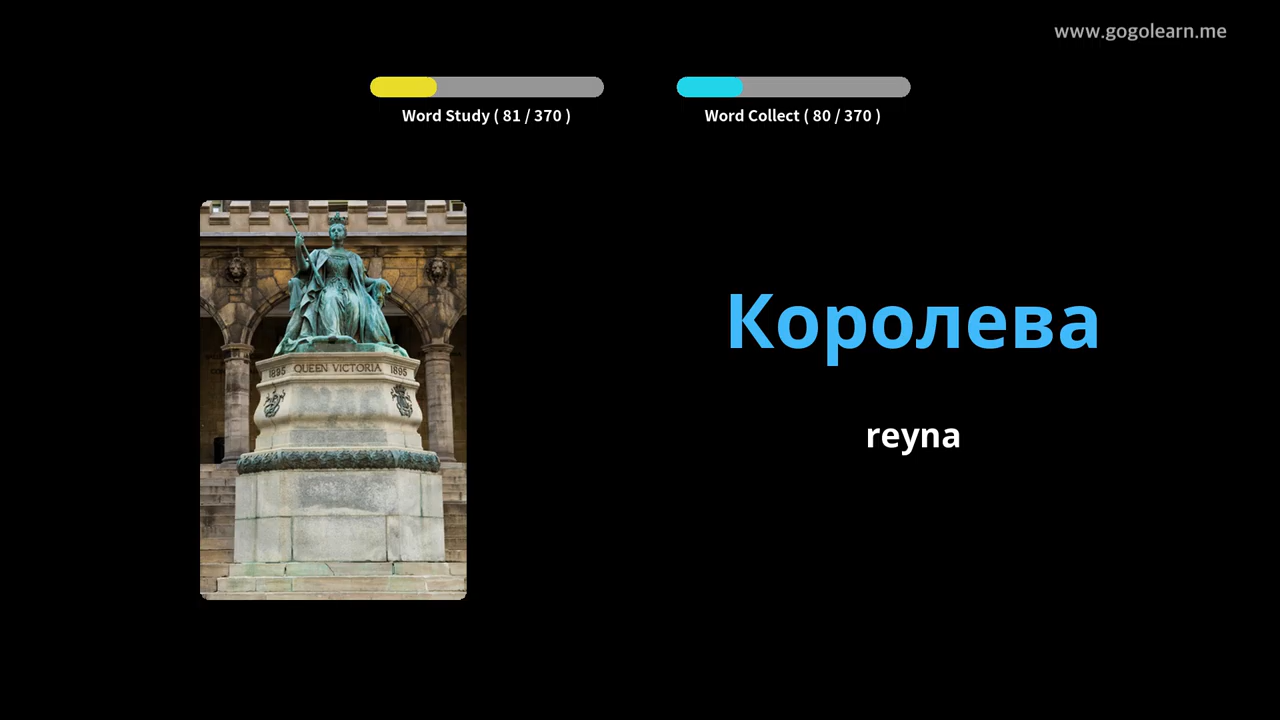 www.gogolearn.me
Word Study ( 81 / 370 )
Word Collect ( 80 / 370 )
Королева
reyna
1895 QUEEN VICTORIA 1895